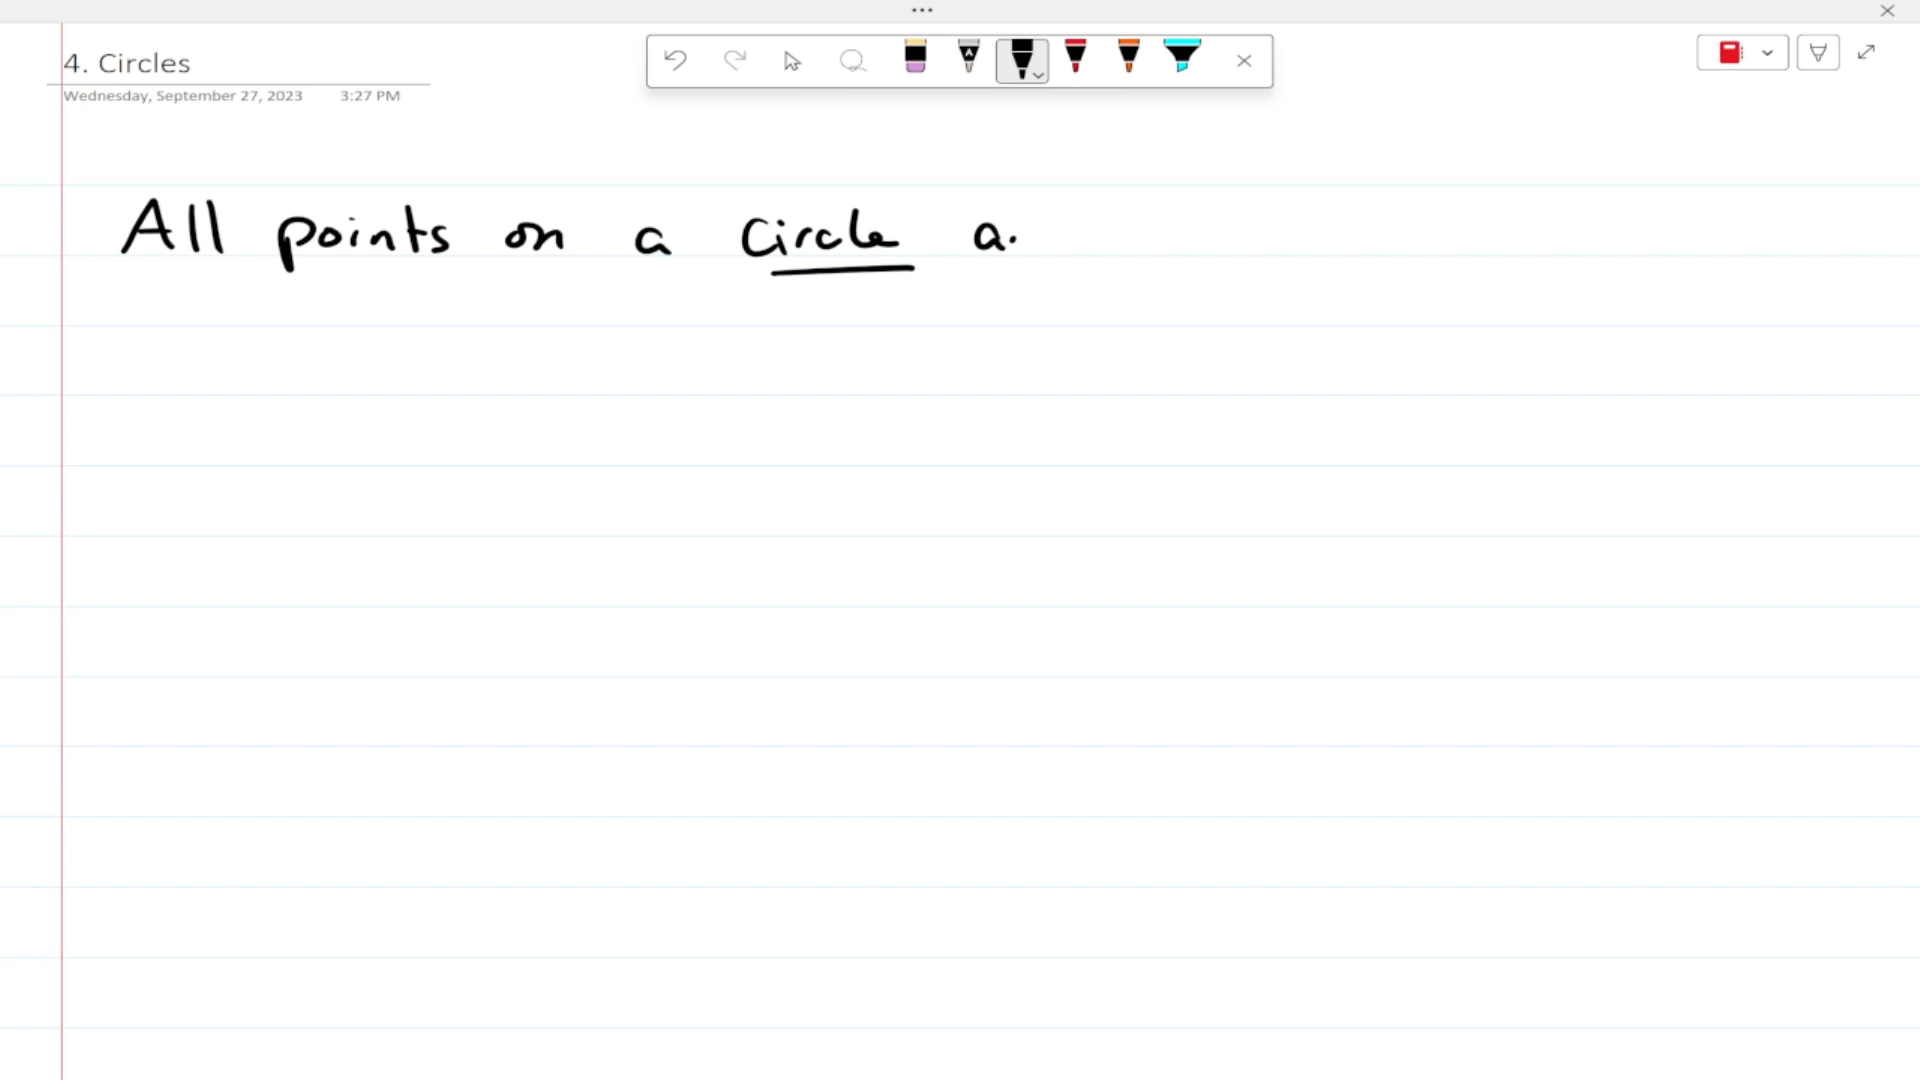 4. Circles
Wednesday, September 27, 2023 3:27 PM
All points on a circle a.